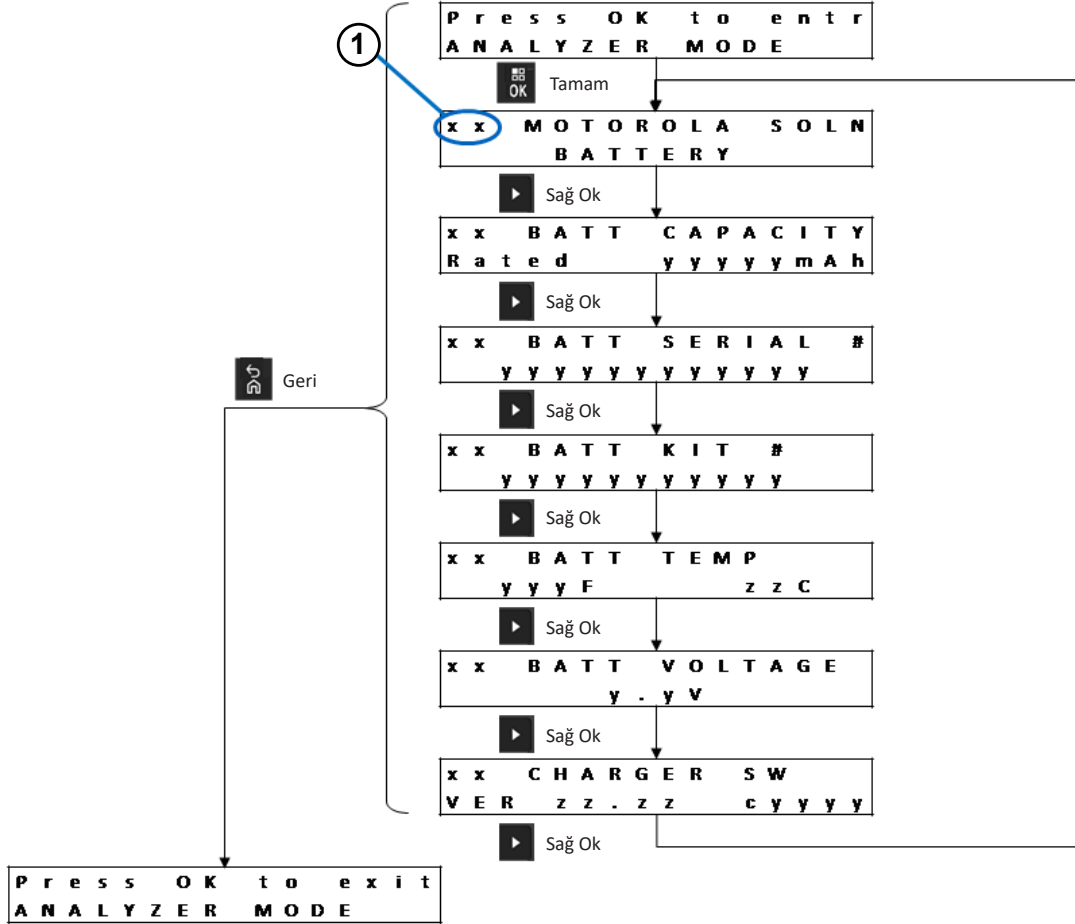 Press OK to entr
ANALYZER MODE
1
OK
Tamam
xx MOTOROLA SOLN
BATTERY
Sağ Ok
xx BATT CAPACITY
Rated yyyyymAh
Sağ Ok
xx BATT SERIAL #
yyyyyyyyyyyy
Sağ Ok
Geri
xx BATT KIT #
yyyyyyyyyyy
Sağ Ok
xx BATT TEMP
yyyF zzC
Sağ Ok
xx BATT VOLTAGE
y.yV
Sağ Ok
xx CHARGER SW
VER zz.zz cyyyy
Sağ Ok
Press OK to exit
ANALYZER MODE